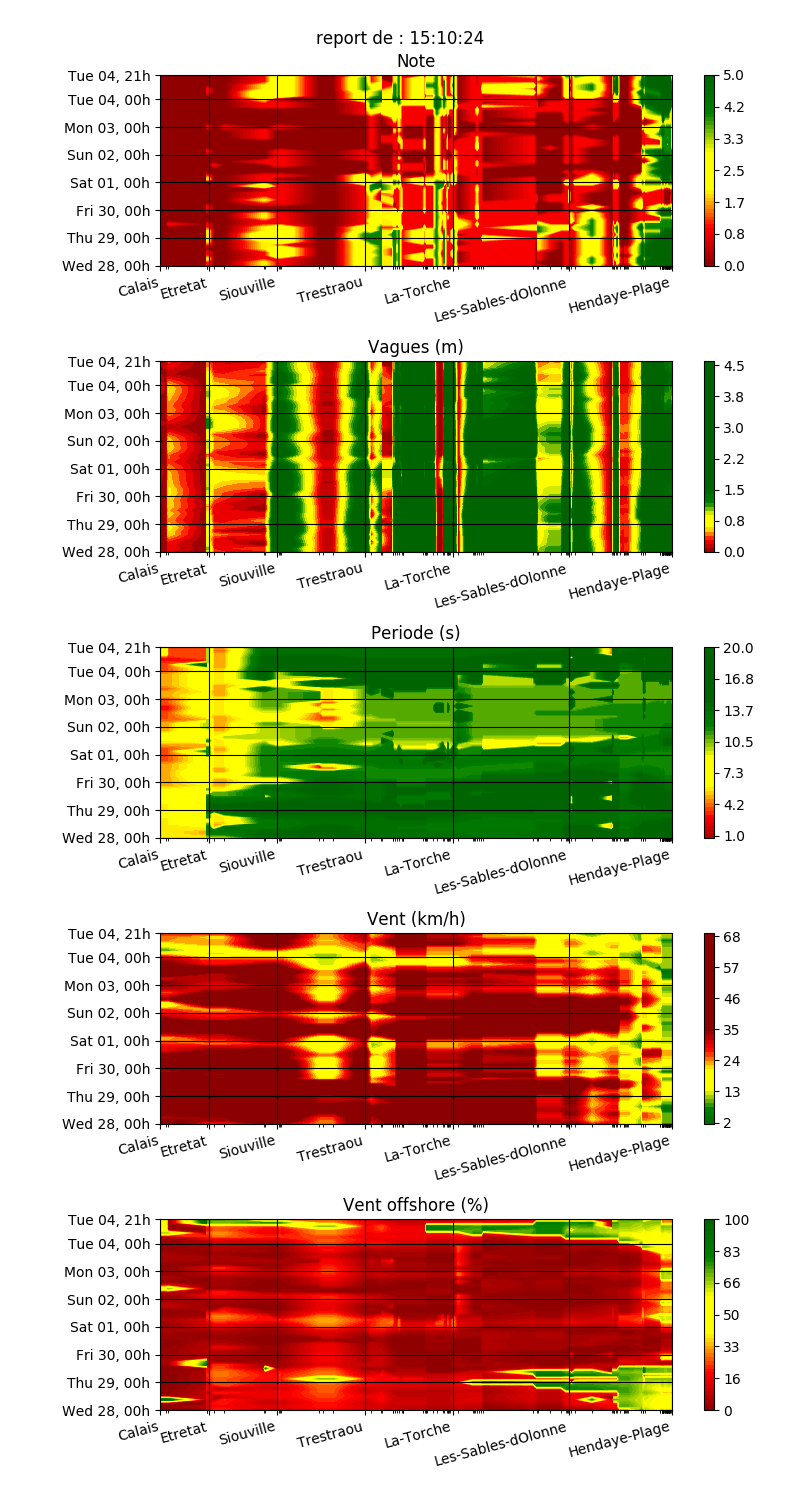 report de : 15:10:24
Note
Tue 04, 21h
Tue 04, 00h
Mon 03, 00h
Sun 02, 00h
Sat 01, 00h
Fri 30, 00h
Thu 29, 00h
Wed 28, 00h
Calais Etretat Siouville Trestraou La-Torche Les-Sables-dOlonne Hendaye-Plage
5.0
4.2
3.3
2.5
1.7
0.8
0.0
Vagues (m)
Tue 04, 21h
Tue 04, 00h
Mon 03, 00h
Sun 02, 00h
Sat 01, 00h
Fri 30, 00h
Thu 29, 00h
Wed 28, 00h
Calais Etretat Siouville Trestraou La-Torche Les-Sables-dOlonne Hendaye-Plage
4.5
3.8
3.0
2.2
1.5
0.8
0.0
Periode (s)
Tue 04, 21h
Tue 04, 00h
Mon 03, 00h
Sun 02, 00h
Sat 01, 00h
Fri 30, 00h
Thu 29, 00h
Wed 28, 00h
Calais Etretat Siouville Trestraou La-Torche Les-Sables-dOlonne Hendaye-Plage
20.0
16.8
13.7
10.5
7.3
4.2
1.0
Vent (km/h)
Tue 04, 21h
Tue 04, 00h
Mon 03, 00h
Sun 02, 00h
Sat 01, 00h
Fri 30, 00h
Thu 29, 00h
Wed 28, 00h
Calais Etretat Siouville Trestraou La-Torche Les-Sables-dOlonne Hendaye-Plage
68
57
46
35
24
13
2
Vent offshore (%)
Tue 04, 21h
Tue 04, 00h
Mon 03, 00h
Sun 02, 00h
Sat 01, 00h
Fri 30, 00h
Thu 29, 00h
Wed 28, 00h
Calais Etretat Siouville Trestraou La-Torche Les-Sables-dOlonne Hendaye-Plage
100
83
66
50
33
16
0